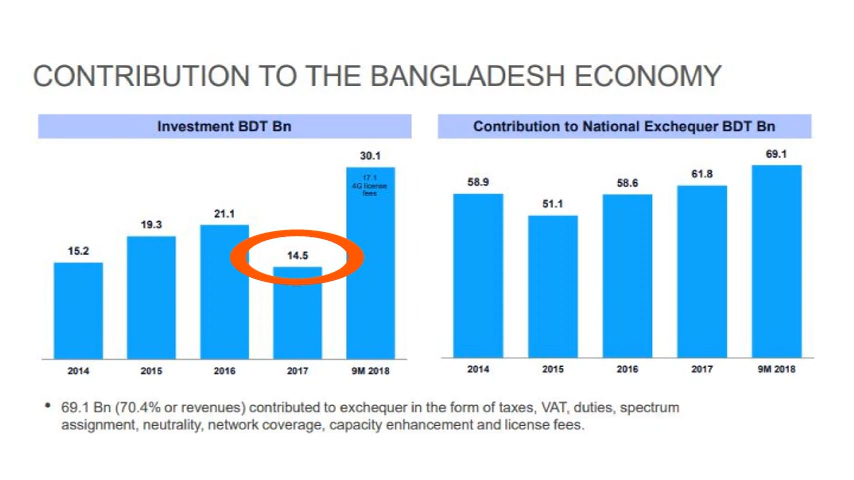 CONTRIBUTION TO THE BANGLADESH ECONOMY
Investment BDT Bn
30.1
17.1
4G license
fees
21.1
19.3
15.2
14.5
2014 2015 2016 2017 9M 2018
Contribution to National Exchequer BDT Bn
69.1
61.8
58.9
58.6
51.1
2014 2015 2016 2017 9M 2018
• 69.1 Bn (70.4% or revenues) contributed to exchequer in the form of taxes, VAT, duties, spectrum
assignment, neutrality, network coverage, capacity enhancement and license fees.